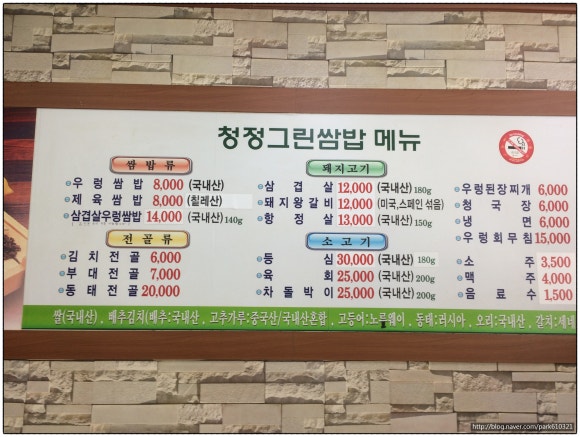 청정그린쌈밥 메뉴
쌈밥류
우렁쌈밥 8,000 (국내산)
제육쌈밥 8,000 (칠레산)
삼겹살우렁쌈밥 14,000 (국내산) 140g
전골류
김치전골 6,000
부대전골 7,000
동태전골 20,000
돼지고기
삼겹살 12,000 (국내산) 180g
돼지왕갈비 12,000 (미국,스페인 섞음)
항정살 13,000 (국내산) 150g
소고기
등심 30,000 (국내산) 180g
육회 25,000 (국내산) 200g
차돌박이 25,000 (국내산) 200g
우렁된장찌개 6,000
청국장 6,000
냉면 6,000
우렁회무침 15,000
소주 3,500
맥주 4,000
음료수 1,500
쌀(국내산), 배추김치(배추:국내산, 고추가루:중국산/국내산혼합, 고등어:노르웨이, 동태:러시아, 오리:국내산, 갈치:세네
http://blog.naver.com/park610321